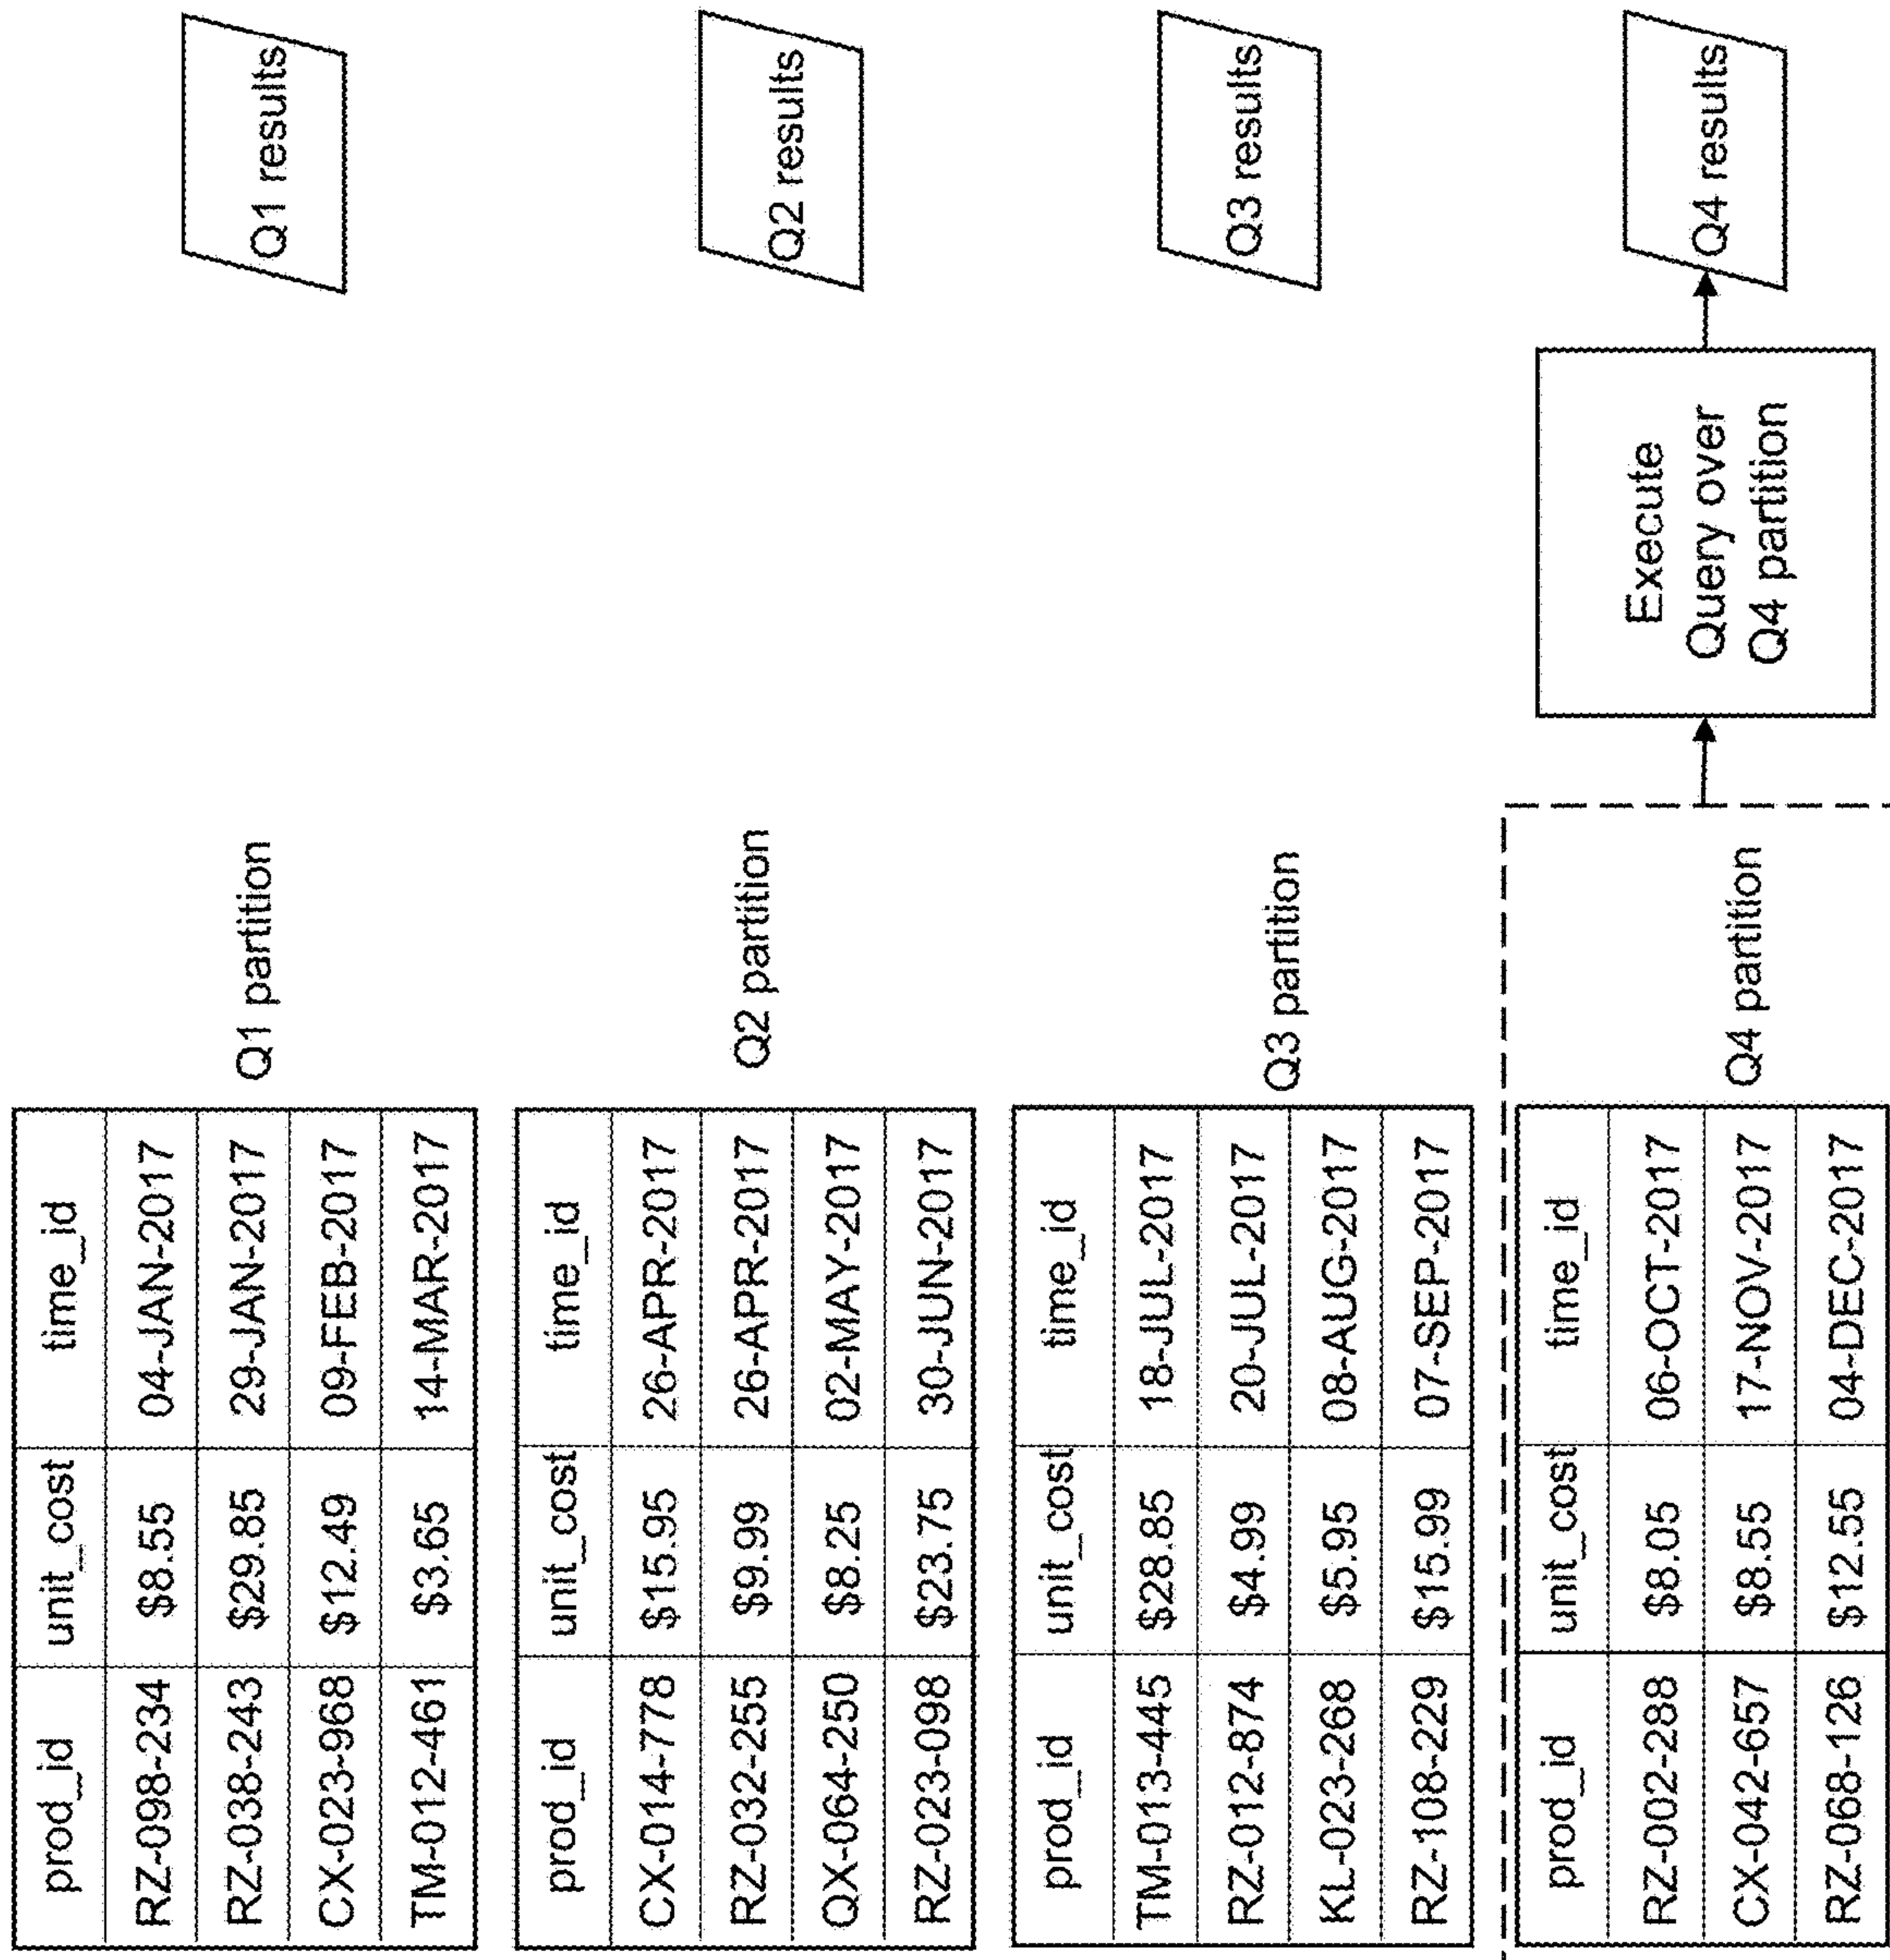 prod_id unit_cost time_id
RZ-098-234 $8.55 04-JAN-2017
RZ-038-243 $29.85 29-JAN-2017
CX-023-968 $12.49 09-FEB-2017
TM-012-461 $3.65 14-MAR-2017
Q1 partition
Q1 results
prod_id unit_cost time_id
CX-014-778 $15.95 26-APR-2017
RZ-032-255 $9.99 26-APR-2017
QX-064-250 $8.25 02-MAY-2017
RZ-023-098 $23.75 30-JUN-2017
Q2 partition
Q2 results
prod_id unit_cost time_id
TM-013-445 $28.85 18-JUL-2017
RZ-012-874 $4.99 20-JUL-2017
KL-023-268 $5.95 08-AUG-2017
RZ-108-229 $15.99 07-SEP-2017
Q3 partition
Q3 results
prod_id unit_cost time_id
RZ-002-288 $8.05 06-OCT-2017
CX-042-657 $8.55 17-NOV-2017
RZ-068-126 $12.55 04-DEC-2017
Q4 partition
Execute
Query over
Q4 partition
Q4 results